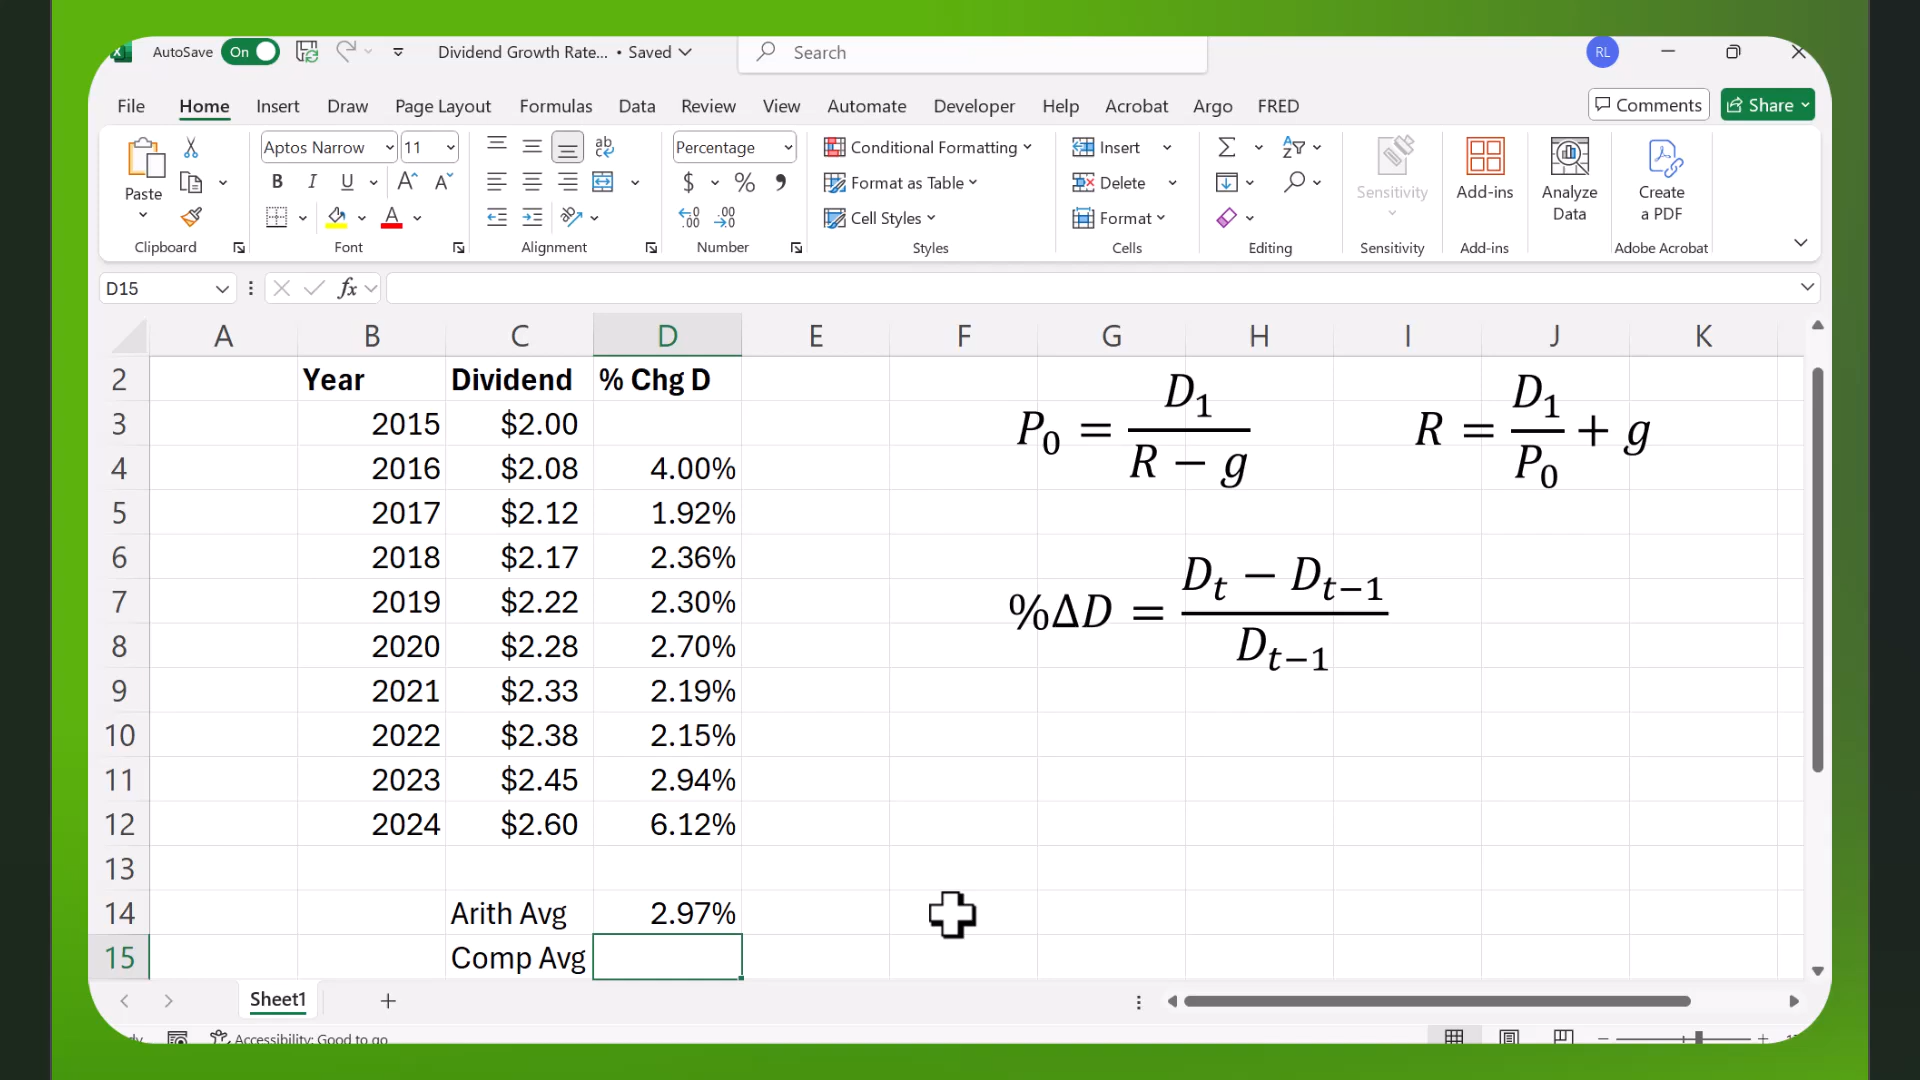 AutoSave On Dividend Growth Rate... • Saved Search RL
File Home Insert Draw Page Layout Formulas Data Review View Automate Developer Help Acrobat Argo FRED Comments Share
Paste Aptos Narrow 11 Percentage Conditional Formatting Insert Sensitivity Add-ins Analyze Data Create a PDF
B I U A A $ % , Format as Table Delete
A Cell Styles Format
Clipboard Font Alignment Number Styles Cells Editing Sensitivity Add-ins Adobe Acrobat
D15 fx
A B C D E F G H I J K
2 Year Dividend % Chg D
3 2015 $2.00
4 2016 $2.08 4.00%
5 2017 $2.12 1.92%
6 2018 $2.17 2.36%
7 2019 $2.22 2.30%
8 2020 $2.28 2.70%
9 2021 $2.33 2.19%
10 2022 $2.38 2.15%
11 2023 $2.45 2.94%
12 2024 $2.60 6.12%
13
14 Arith Avg 2.97%
15 Comp Avg
P₀ = D₁ / (R − g)
R = D₁ / P₀ + g
%ΔD = (Dₜ − Dₜ₋₁) / Dₜ₋₁
Sheet1
Accessibility: Good to go